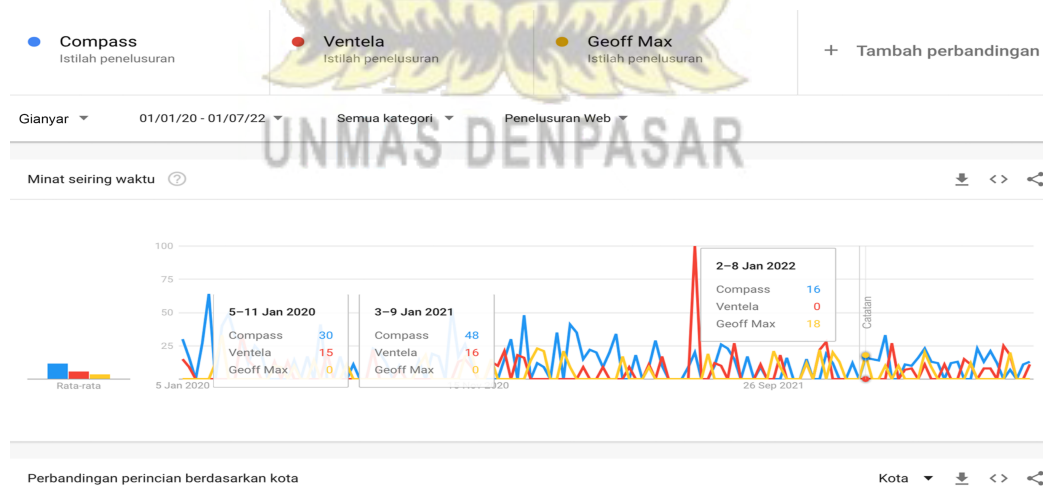 Compass
Istilah penelusuran
Ventela
Istilah penelusuran
Geoff Max
Istilah penelusuran
+ Tambah perbandingan
Gianyar
01/01/20 - 01/07/22
Semua kategori
Penelusuran Web
UNMAS DENPASAR
Minat seiring waktu
100
75
50
25
Rata-rata
5 Jan 2020
2020
26 Sep 2021
5–11 Jan 2020
Compass 30
Ventela 15
Geoff Max 0
3–9 Jan 2021
Compass 48
Ventela 16
Geoff Max 0
2–8 Jan 2022
Compass 16
Ventela 0
Geoff Max 18
Catatan
Perbandingan perincian berdasarkan kota
Kota